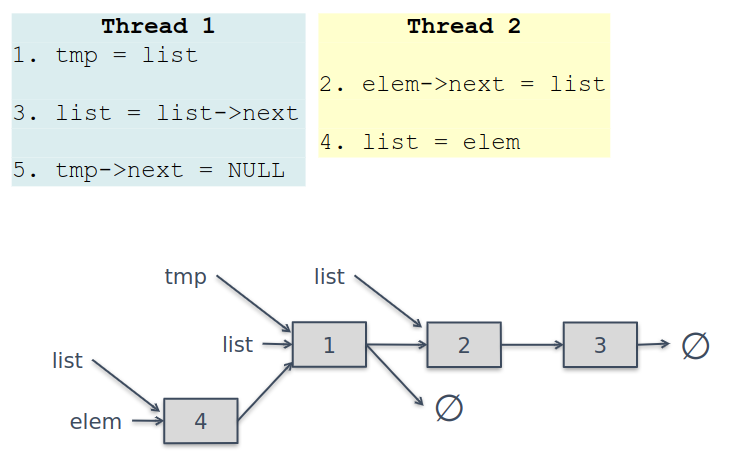 Thread 1
1. tmp = list
3. list = list->next
5. tmp->next = NULL
Thread 2
2. elem->next = list
4. list = elem
tmp
list
list
1
2
3
∅
list
elem
4
∅